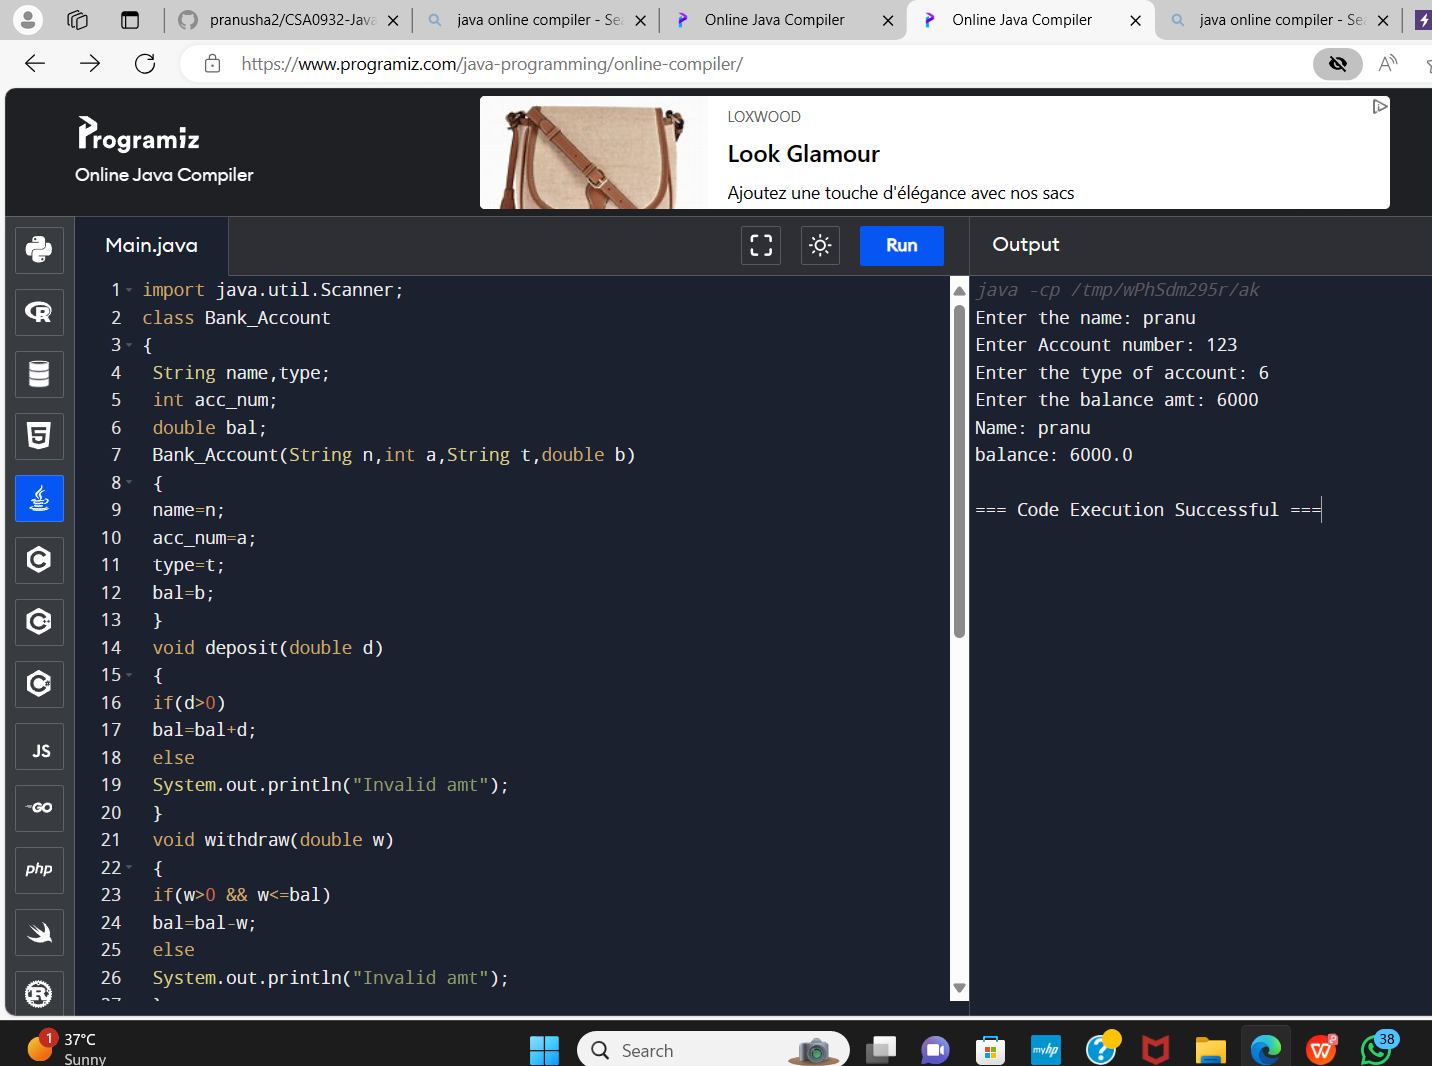 pranusha2/CSA0932-Java
java online compiler - Sea
Online Java Compiler
Online Java Compiler
java online compiler - Sea
https://www.programiz.com/java-programming/online-compiler/
Programiz
Online Java Compiler
LOXWOOD
Look Glamour
Ajoutez une touche d'élégance avec nos sacs
Main.java
Run
Output
1 import java.util.Scanner;
2 class Bank_Account
3 {
4 String name,type;
5 int acc_num;
6 double bal;
7 Bank_Account(String n,int a,String t,double b)
8 {
9 name=n;
10 acc_num=a;
11 type=t;
12 bal=b;
13 }
14 void deposit(double d)
15 {
16 if(d>0)
17 bal=bal+d;
18 else
19 System.out.println("Invalid amt");
20 }
21 void withdraw(double w)
22 {
23 if(w>0 && w<=bal)
24 bal=bal-w;
25 else
26 System.out.println("Invalid amt");
27 }
java -cp /tmp/wPhSdm295r/ak
Enter the name: pranu
Enter Account number: 123
Enter the type of account: 6
Enter the balance amt: 6000
Name: pranu
balance: 6000.0
=== Code Execution Successful ===
JS
GO
php
1
37°C
Sunny
Search
myhp
38